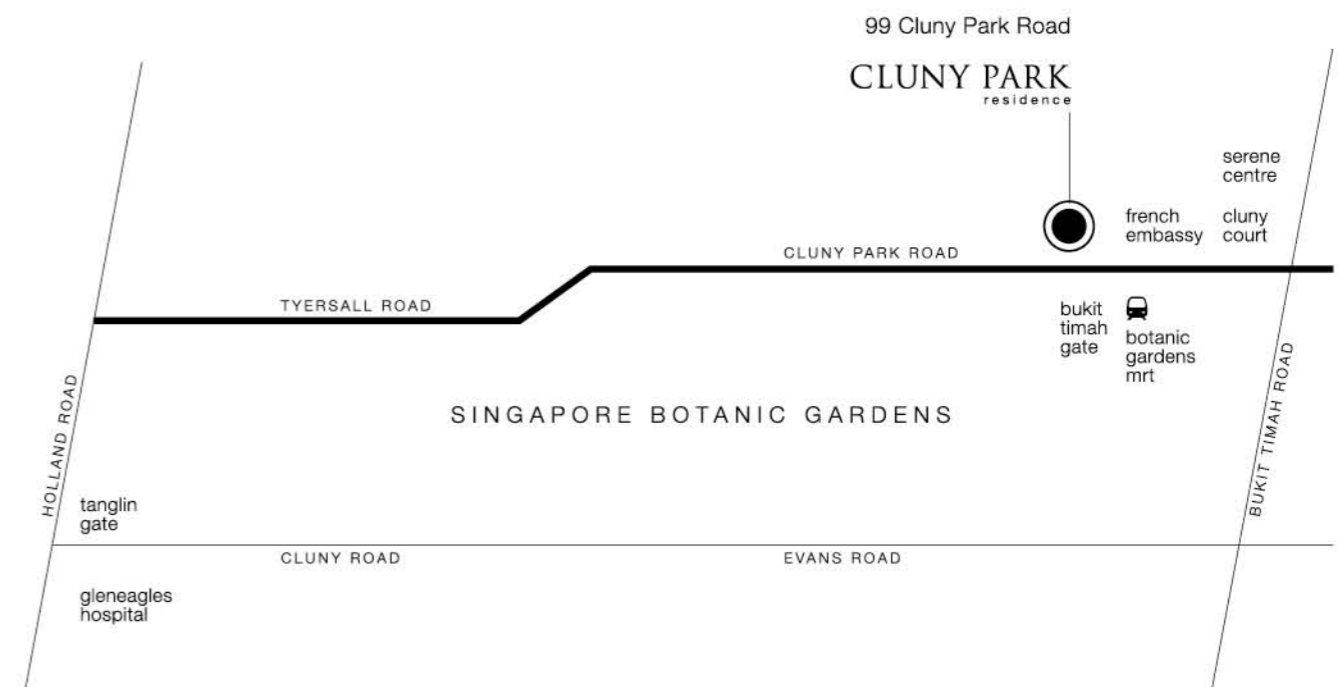 99 Cluny Park Road
CLUNY PARK
residence
serene
centre
french
embassy
cluny
court
CLUNY PARK ROAD
TYERSALL ROAD
bukit
timah
gate
botanic
gardens
mrt
HOLLAND ROAD
BUKIT TIMAH ROAD
SINGAPORE BOTANIC GARDENS
tanglin
gate
CLUNY ROAD
EVANS ROAD
gleneagles
hospital